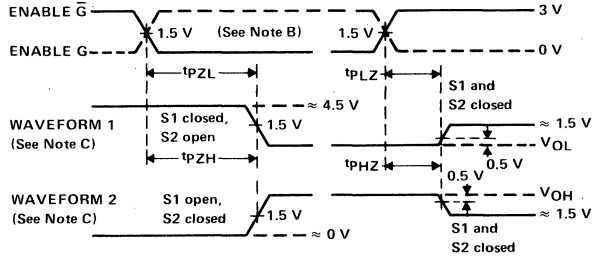 ENABLE G̅ 3 V
1.5 V (See Note B) 1.5 V
ENABLE G 0 V
tPZL tPLZ
S1 and
S2 closed
≈ 4.5 V
WAVEFORM 1
(See Note C)
S1 closed,
S2 open
1.5 V
≈ 1.5 V
VOL
0.5 V
tPZH tPHZ
0.5 V
WAVEFORM 2
(See Note C)
S1 open,
S2 closed
1.5 V
VOH
≈ 1.5 V
≈ 0 V
S1 and
S2 closed